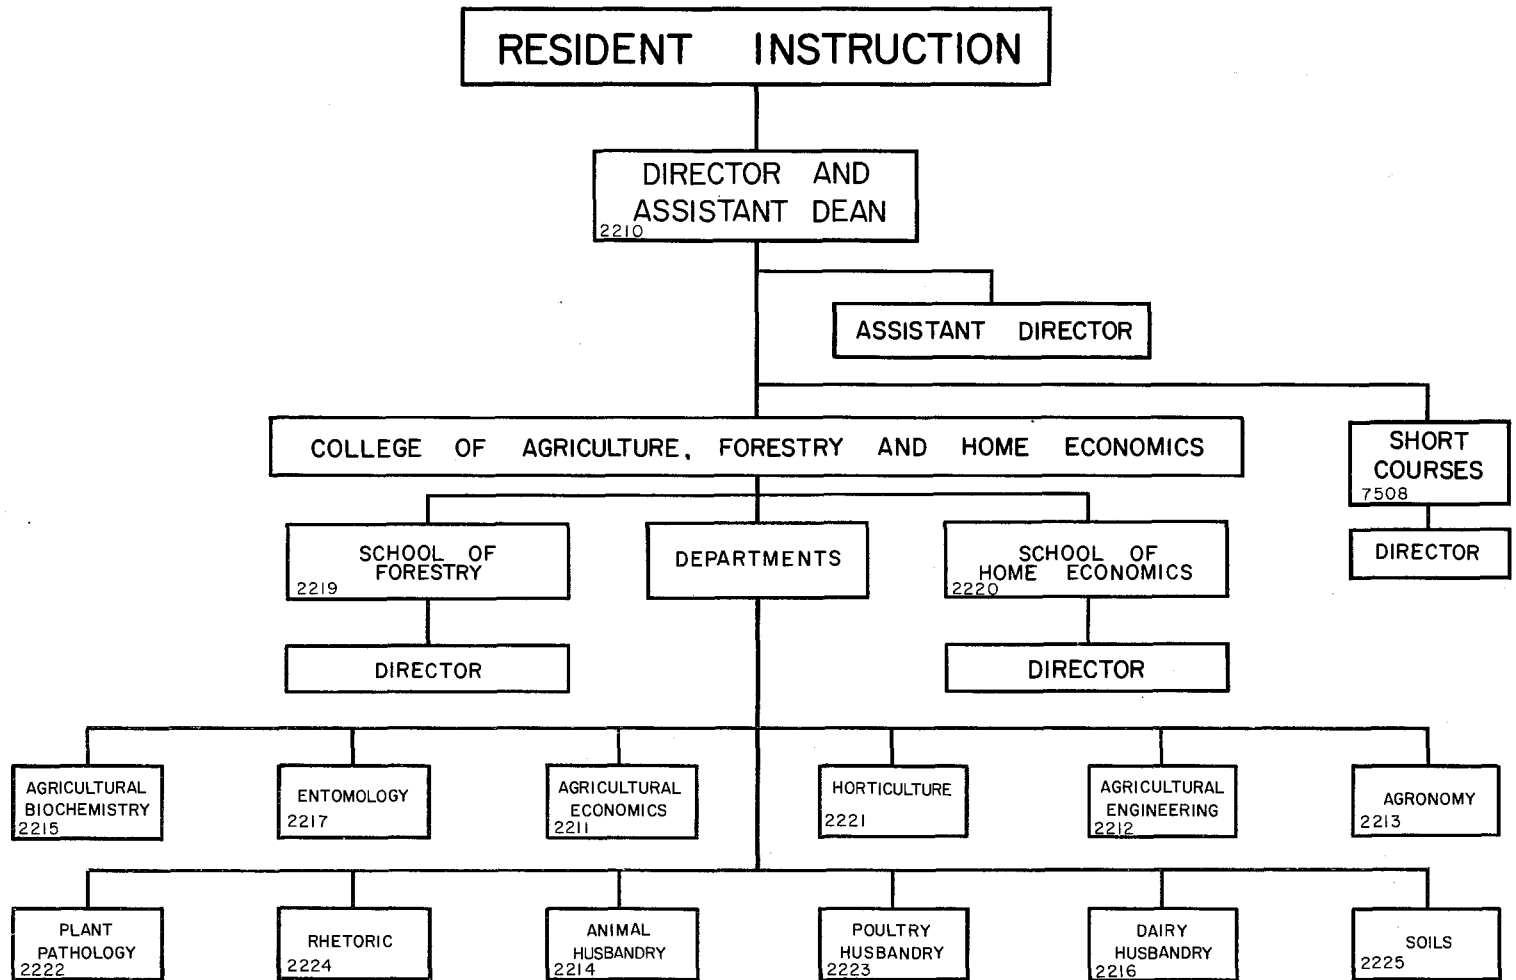 RESIDENT INSTRUCTION
DIRECTOR AND
ASSISTANT DEAN
2210
ASSISTANT DIRECTOR
COLLEGE OF AGRICULTURE, FORESTRY AND HOME ECONOMICS
SHORT
COURSES
7508
DIRECTOR
SCHOOL OF
FORESTRY
2219
DEPARTMENTS
SCHOOL OF
HOME ECONOMICS
2220
DIRECTOR
DIRECTOR
AGRICULTURAL
BIOCHEMISTRY
2215
ENTOMOLOGY
2217
AGRICULTURAL
ECONOMICS
2211
HORTICULTURE
2221
AGRICULTURAL
ENGINEERING
2212
AGRONOMY
2213
PLANT
PATHOLOGY
2222
RHETORIC
2224
ANIMAL
HUSBANDRY
2214
POULTRY
HUSBANDRY
2223
DAIRY
HUSBANDRY
2216
SOILS
2225